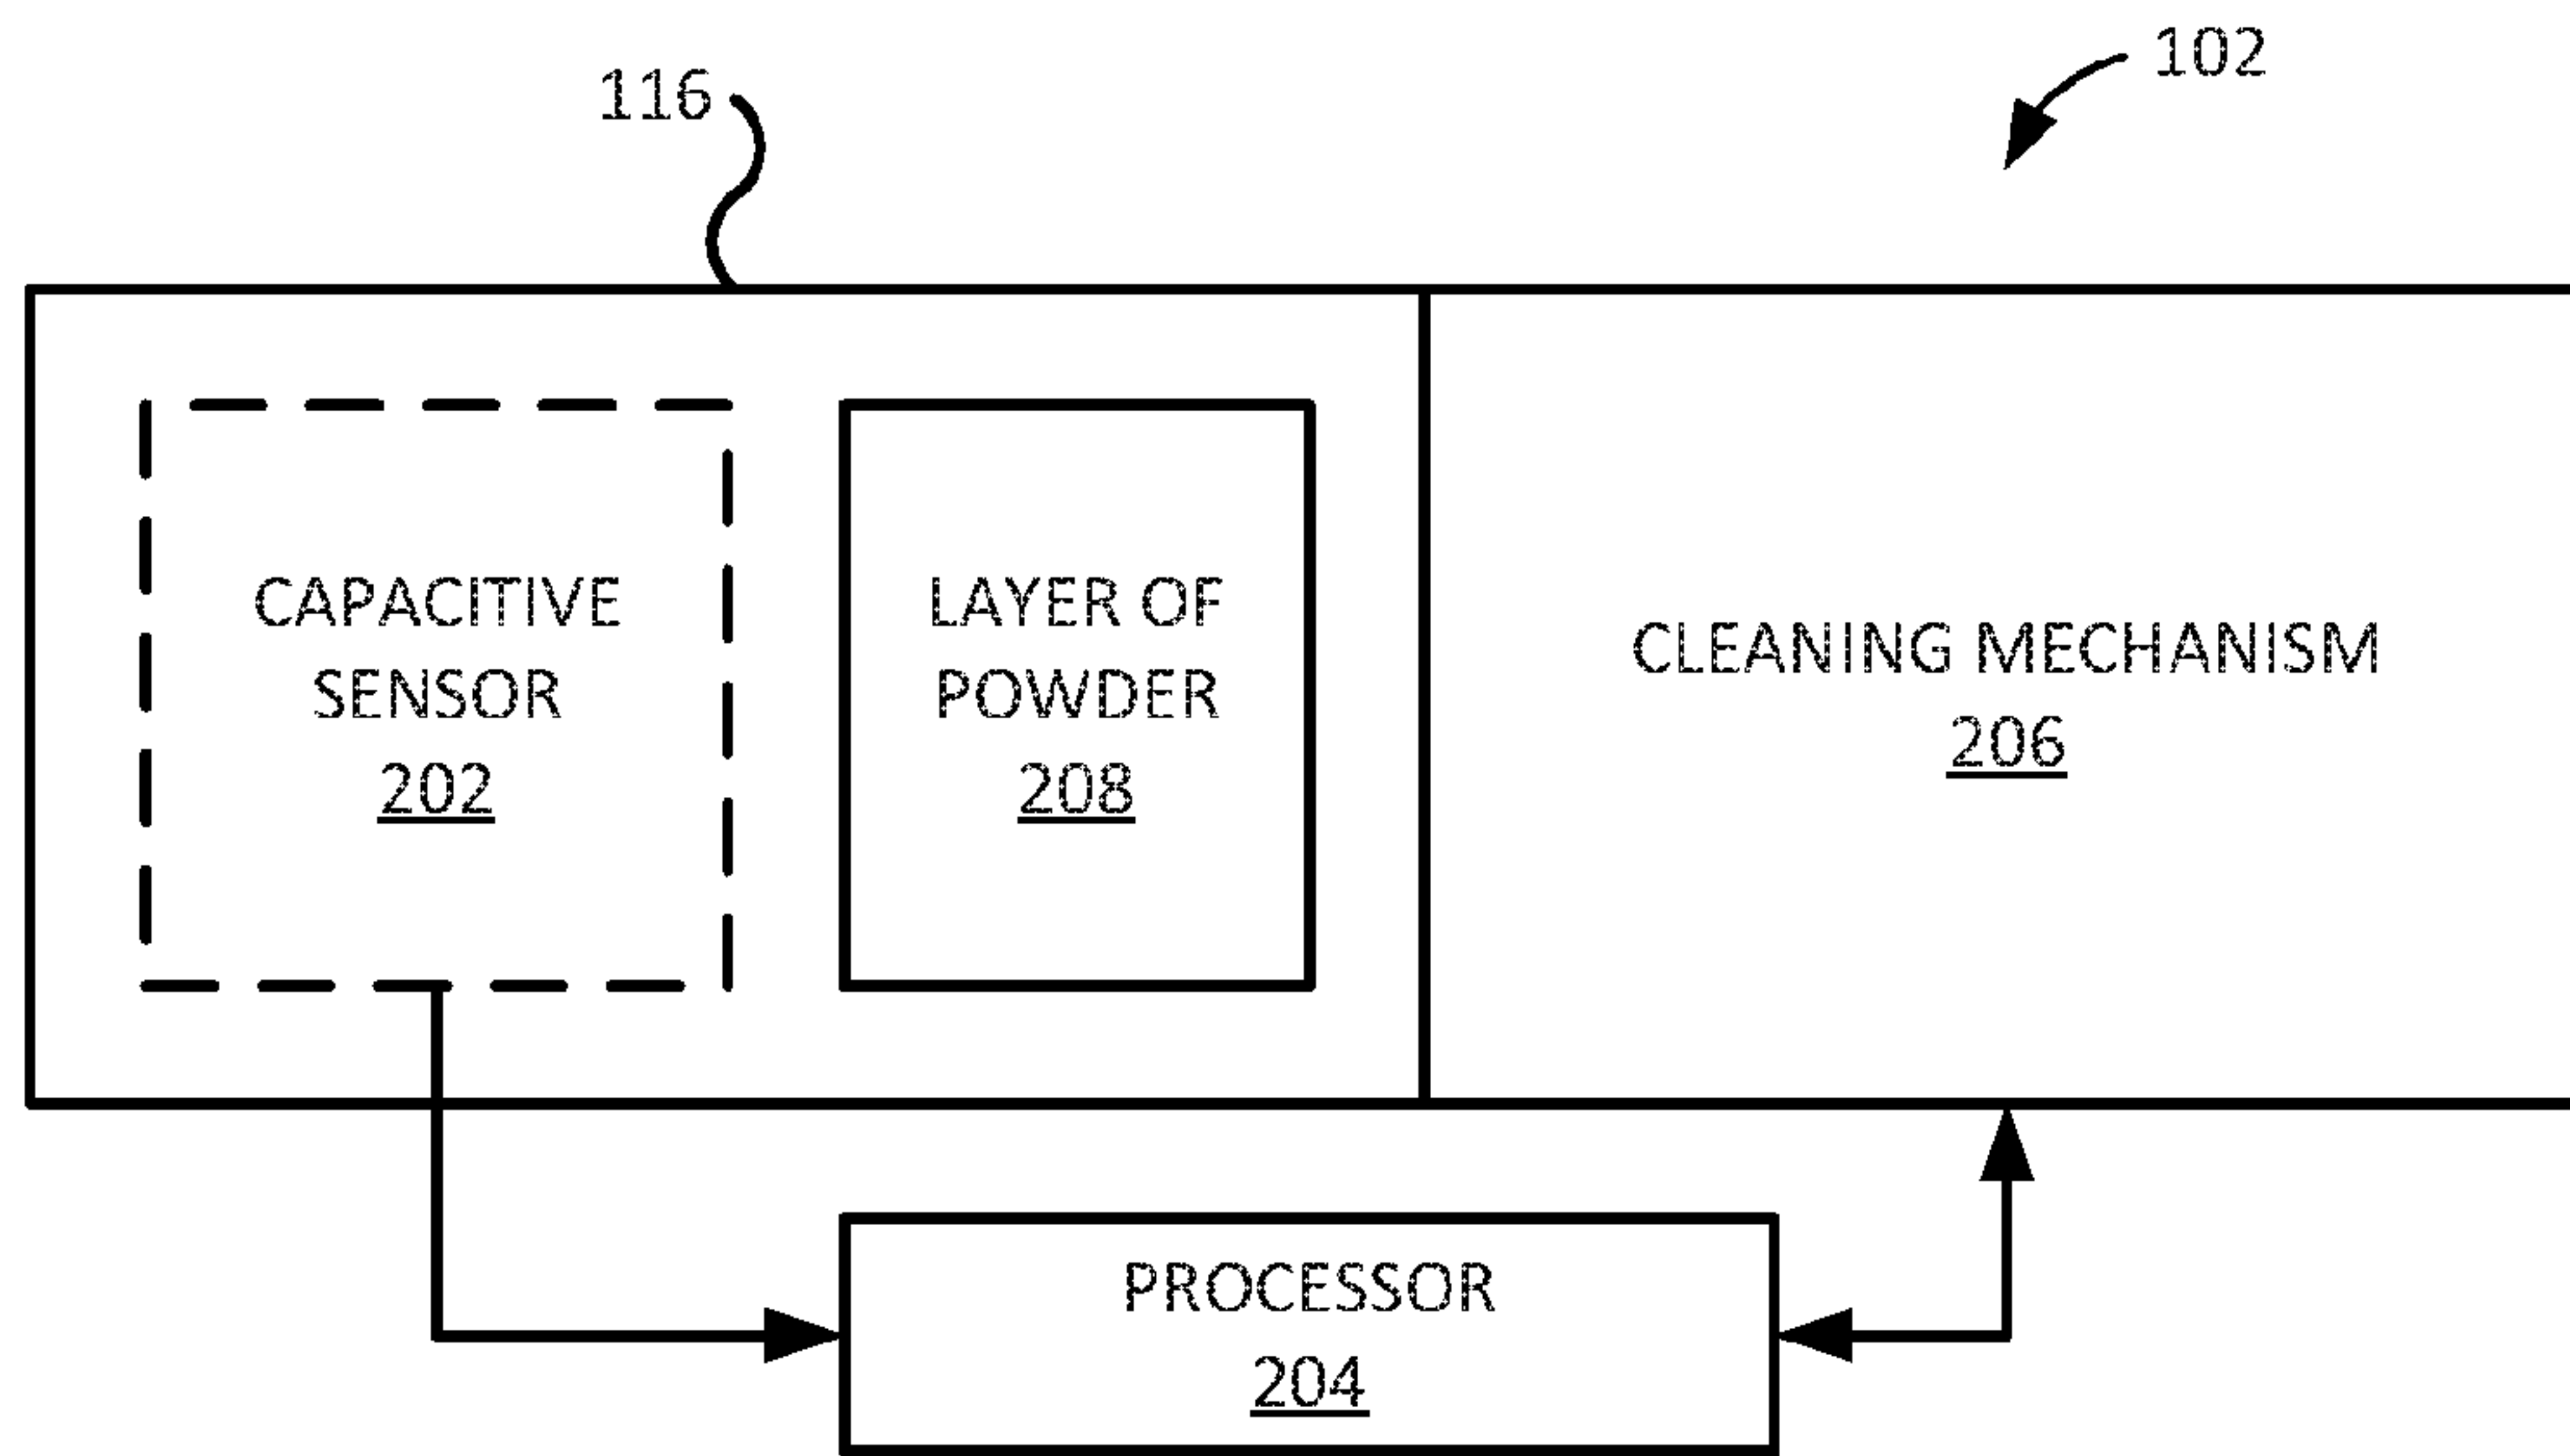 102
116
CAPACITIVE
SENSOR
202
LAYER OF
POWDER
208
CLEANING MECHANISM
206
PROCESSOR
204